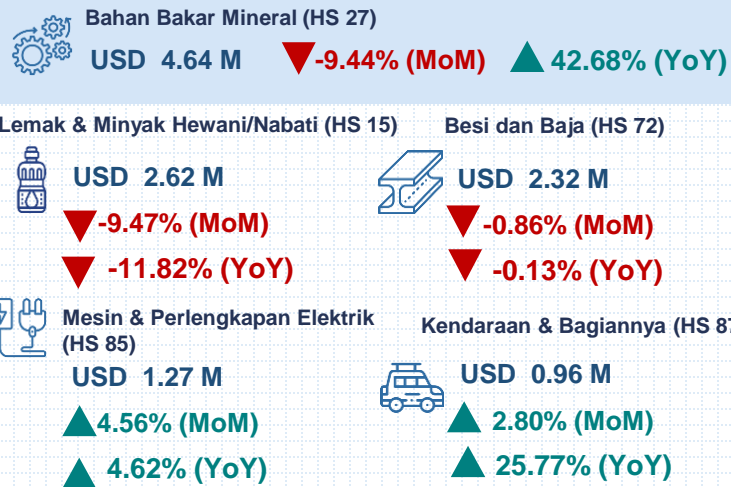 Bahan Bakar Mineral (HS 27)
USD 4.64 M -9.44% (MoM) 42.68% (YoY)
Lemak & Minyak Hewani/Nabati (HS 15)
USD 2.62 M
-9.47% (MoM)
-11.82% (YoY)
Besi dan Baja (HS 72)
USD 2.32 M
-0.86% (MoM)
-0.13% (YoY)
Mesin & Perlengkapan Elektrik
(HS 85)
USD 1.27 M
4.56% (MoM)
4.62% (YoY)
Kendaraan & Bagiannya (HS 87
USD 0.96 M
2.80% (MoM)
25.77% (YoY)